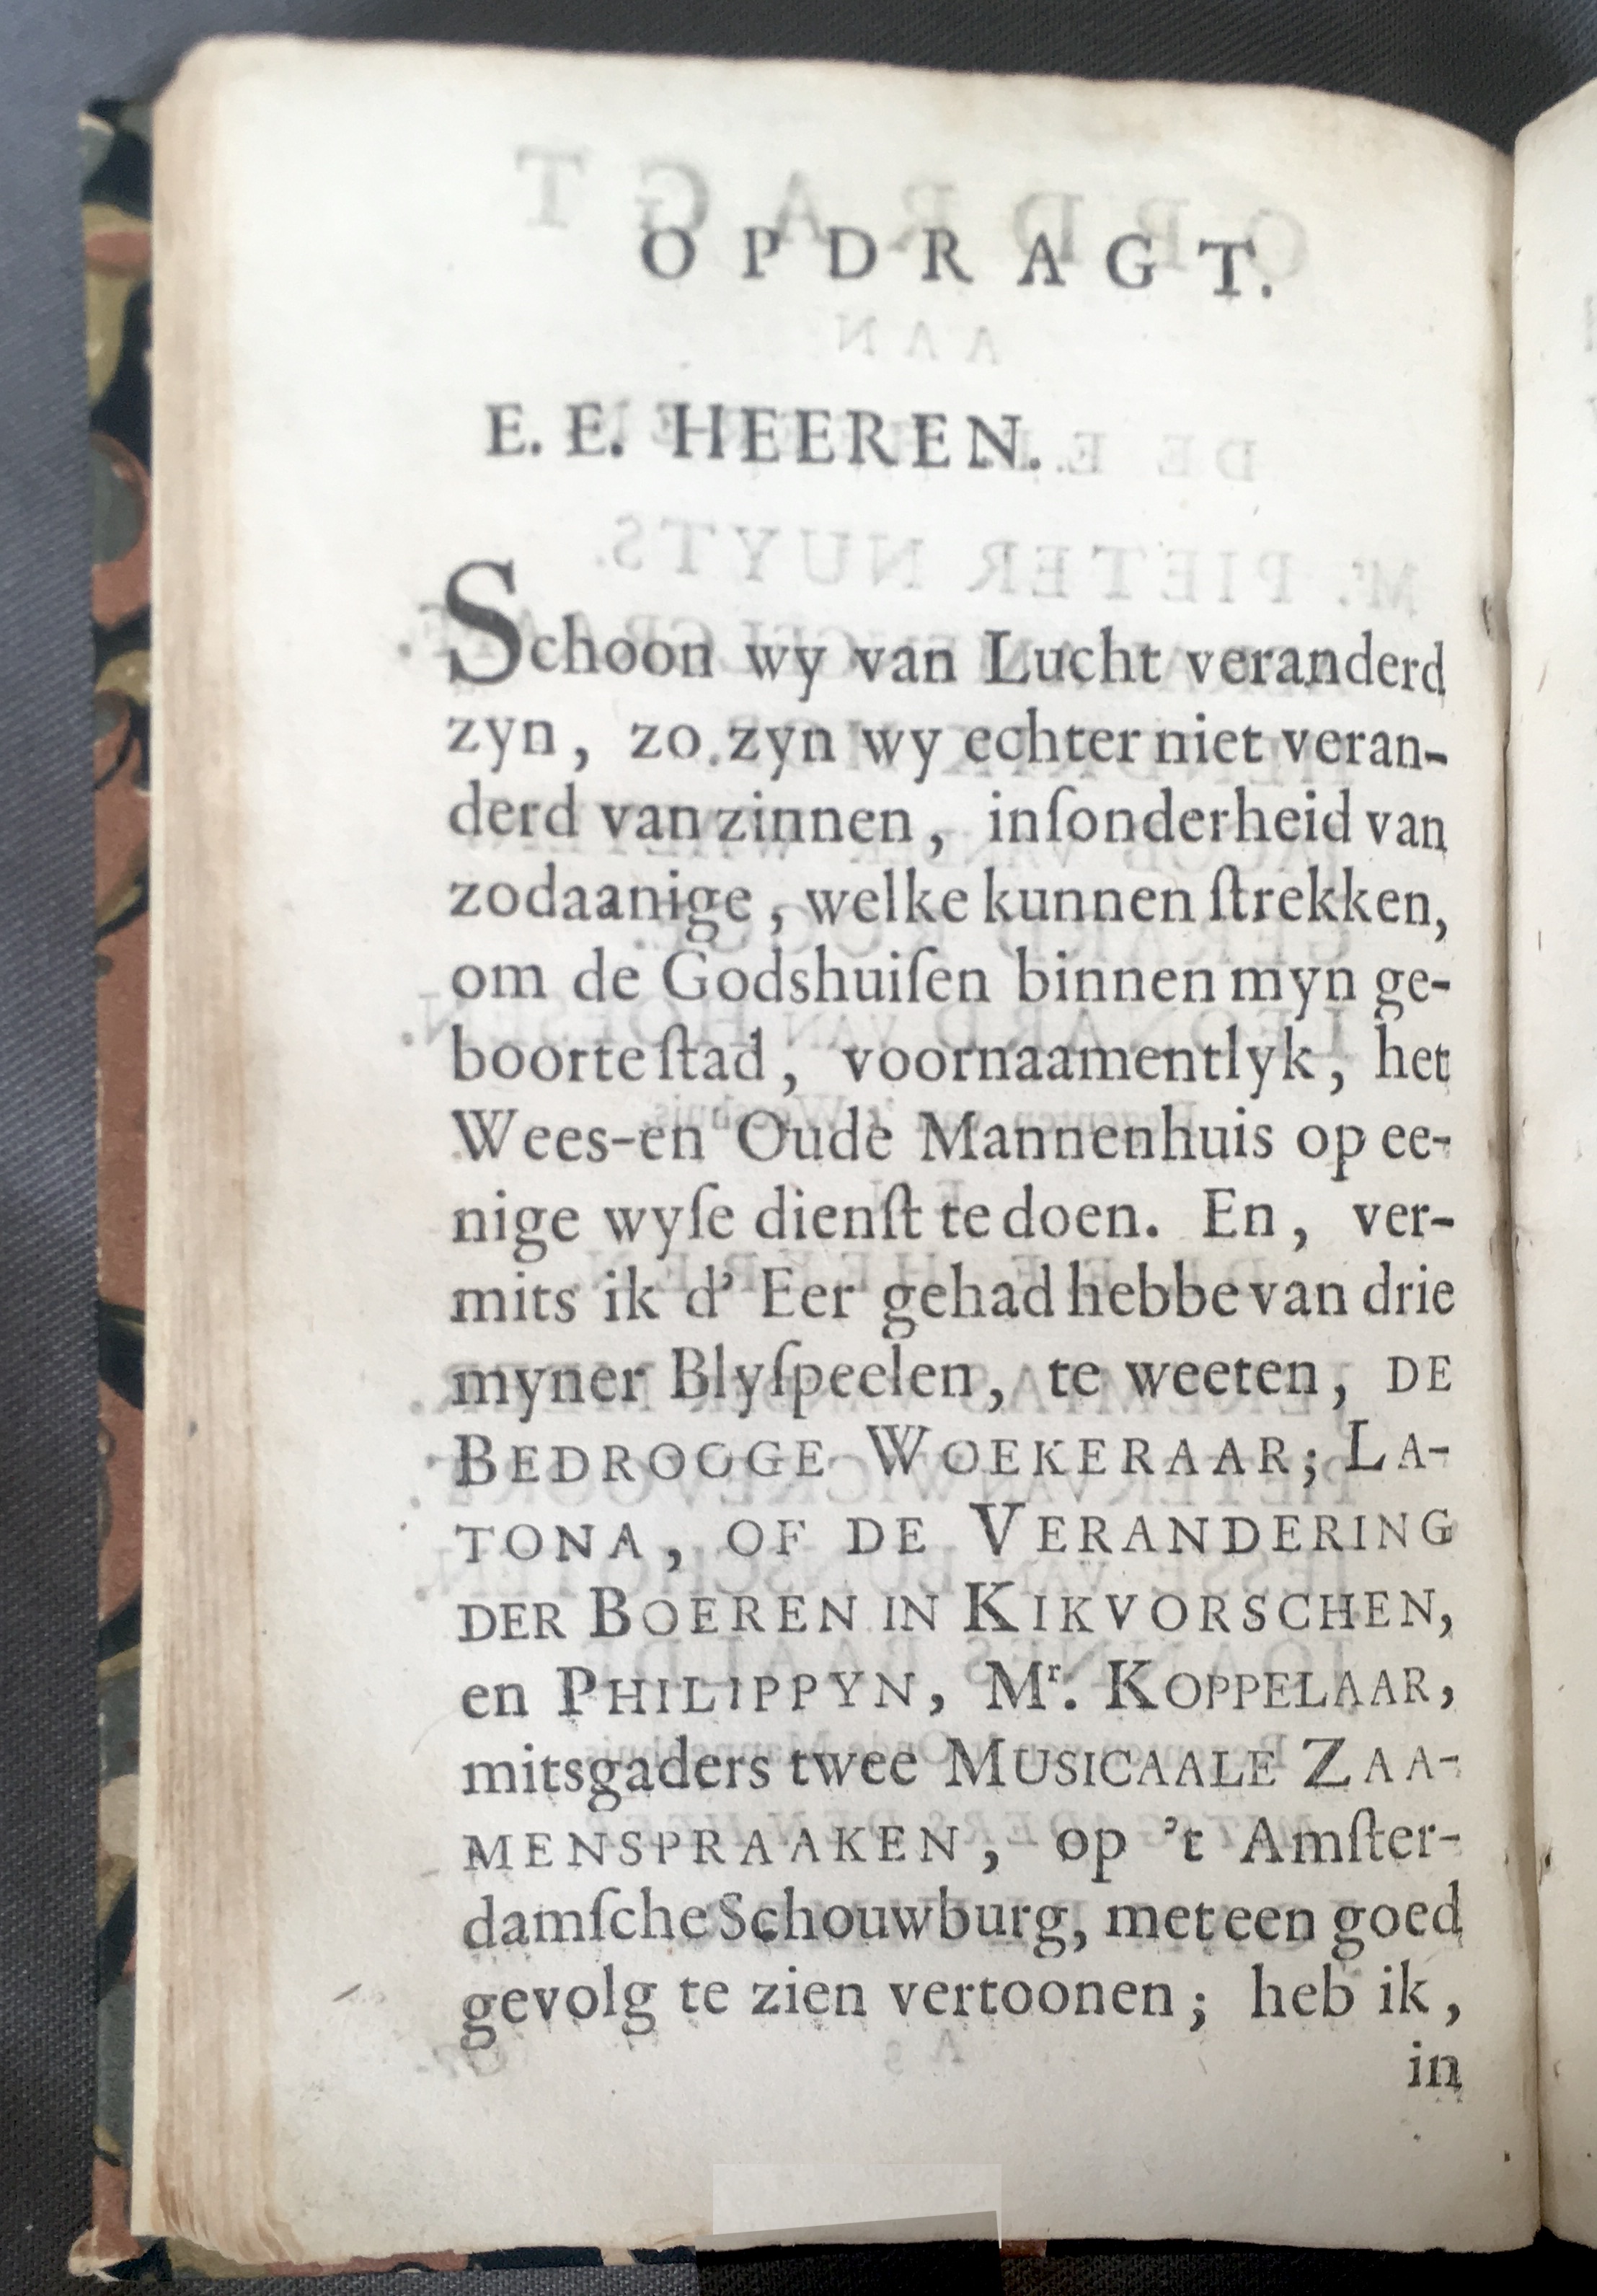 OPDRAGT.
E. E. HEEREN.
Schoon wy van Lucht veranderd
zyn, zo zyn wy echter niet veran-
derd van zinnen, inſonderheid van
zodaanige, welke kunnen ſtrekken,
om de Godshuiſen binnen myn ge-
boorteſtad, voornaamentlyk, het
Wees-en Oude Mannenhuis op ee-
nige wyſe dienſt te doen. En, ver-
mits ik d' Eer gehad hebbe van drie
myner Blyſpeelen, te weeten, DE
BEDROOGE WOEKERAAR; LA-
TONA, OF DE VERANDERING
DER BOEREN IN KIKVORSCHEN,
en PHILIPPYN, Mr. KOPPELAAR,
mitsgaders twee MUSICAALE ZAA-
MENSPRAAKEN, op 't Amſter-
damſche Schouwburg, met een goed
gevolg te zien vertoonen; heb ik,
in